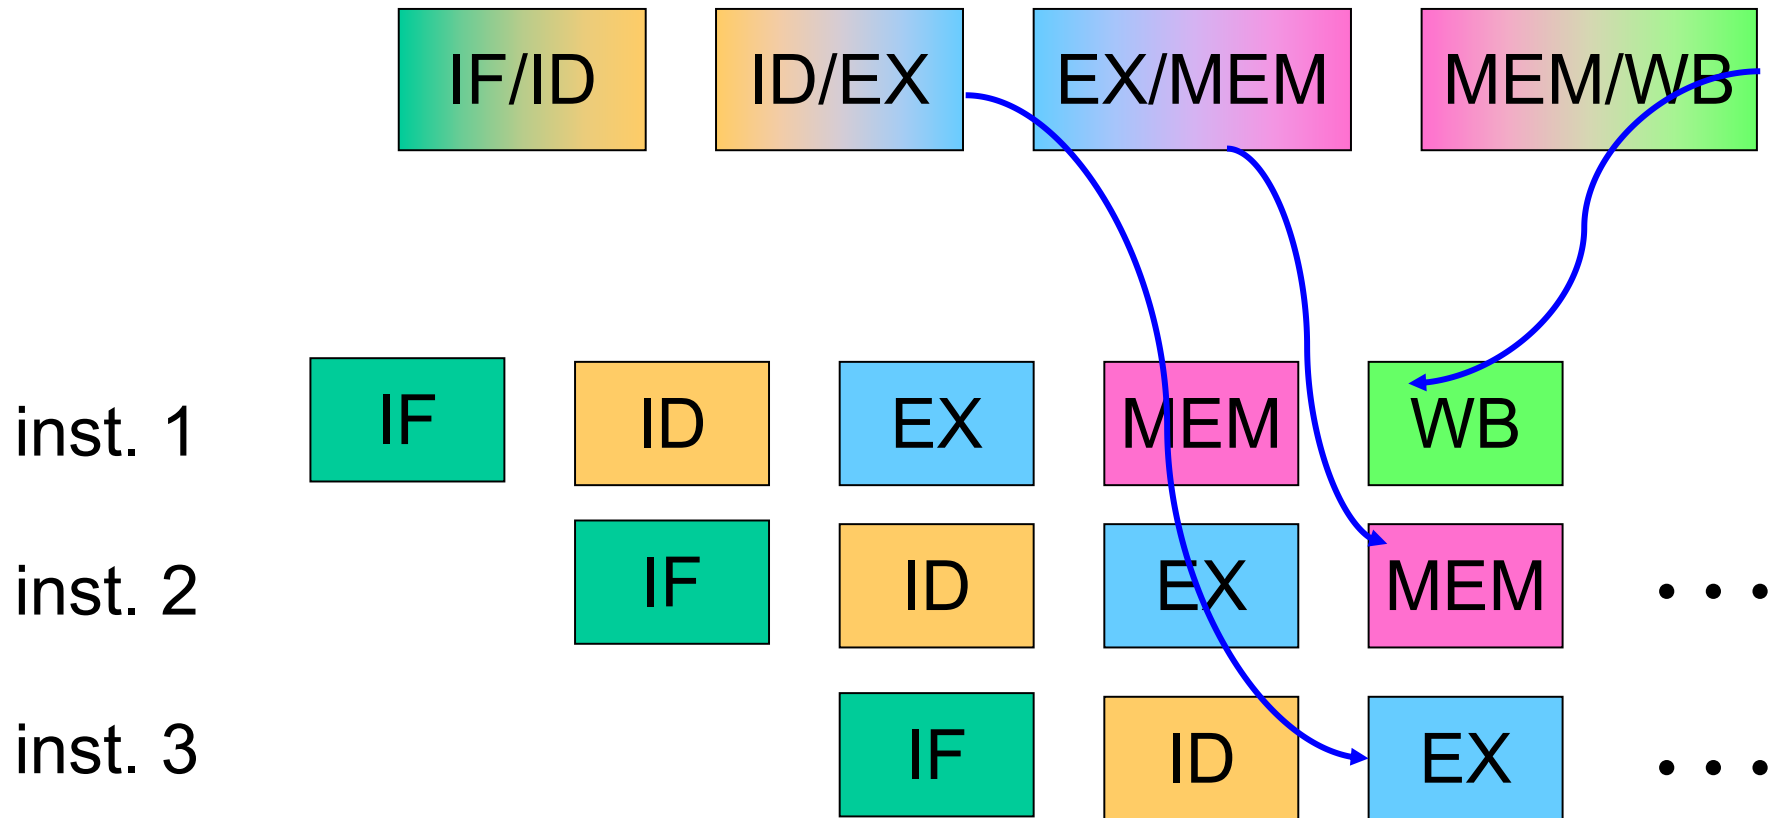 IF/ID ID/EX EX/MEM MEM/WB
inst. 1 IF ID EX MEM WB
inst. 2 IF ID EX MEM . . .
inst. 3 IF ID EX . . .